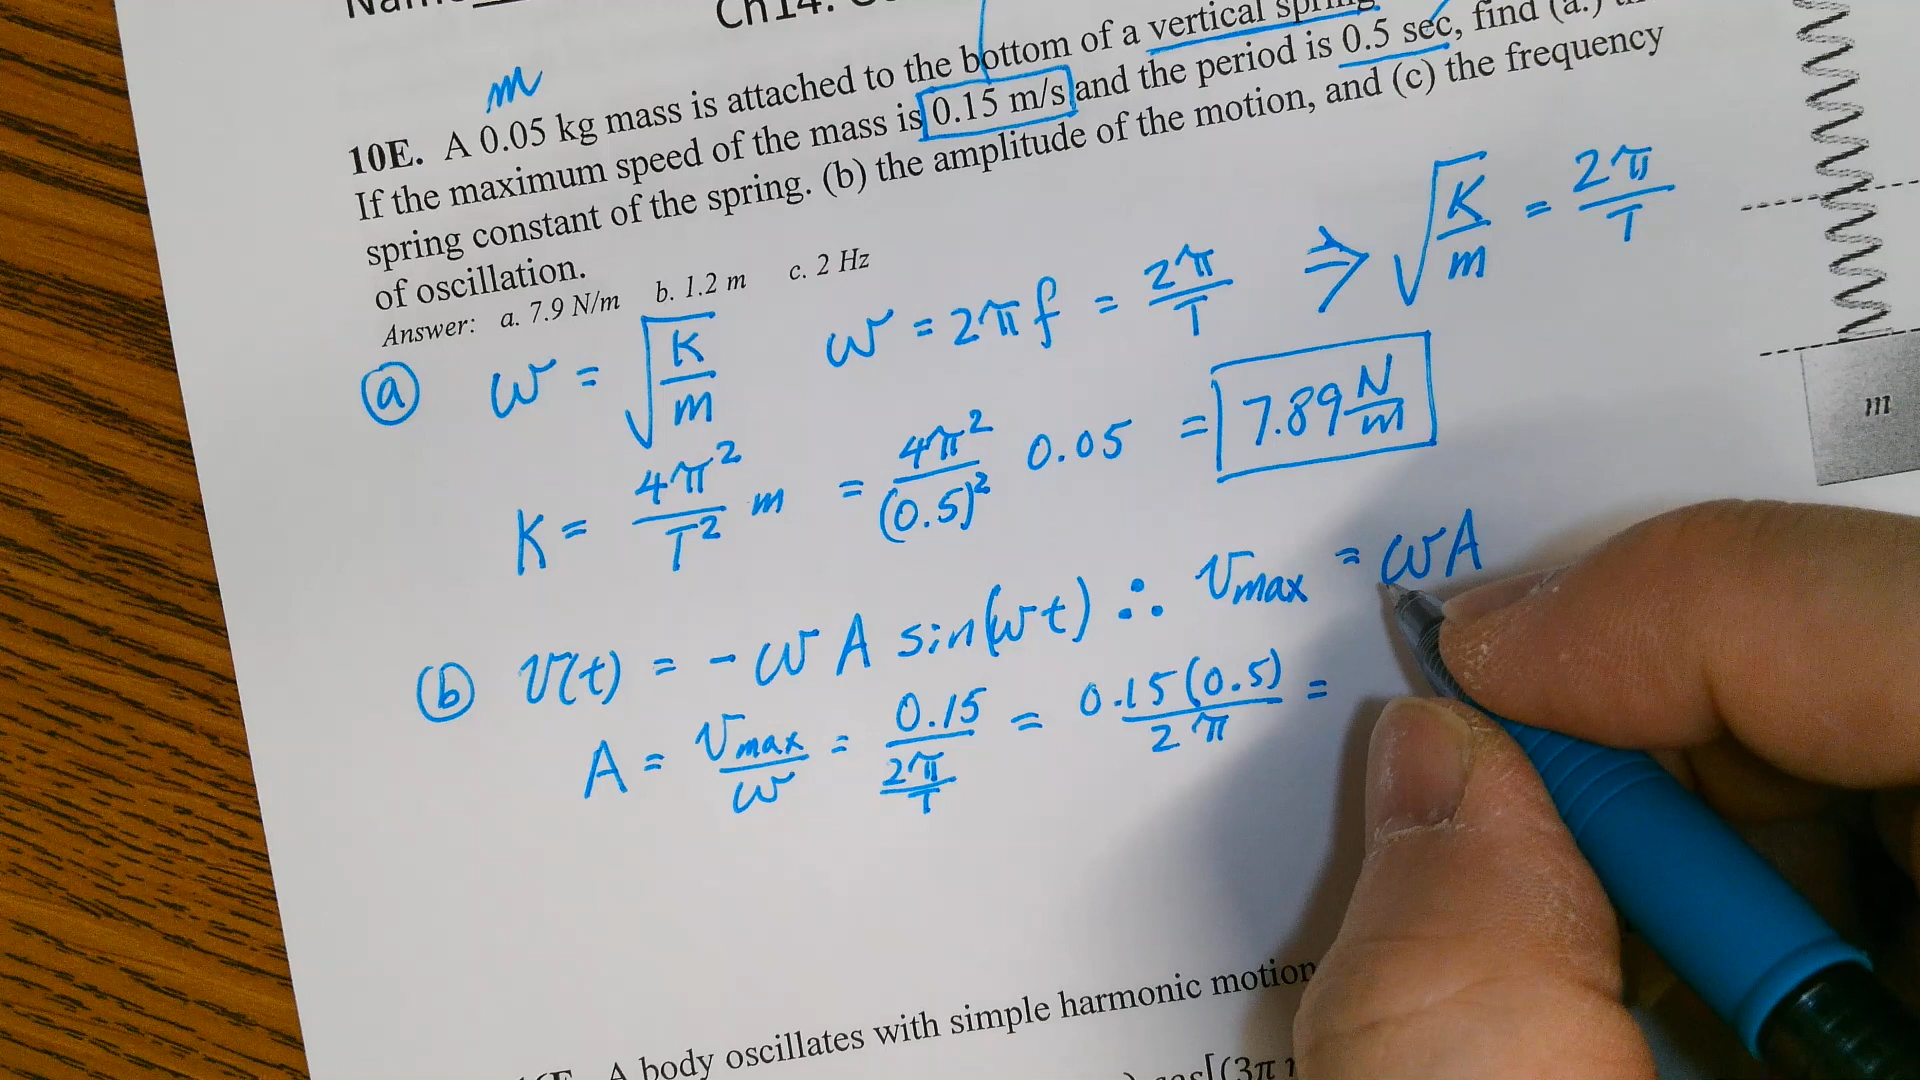 Ch14:
m
10E. A 0.05 kg mass is attached to the bottom of a vertical spring
If the maximum speed of the mass is 0.15 m/s and the period is 0.5 sec, find (a.)
spring constant of the spring. (b) the amplitude of the motion, and (c) the frequency
of oscillation.
Answer: a. 7.9 N/m b. 1.2 m c. 2 Hz
(a) ω = √(K/m) ω = 2πf = 2π/T ⇒ √(K/m) = 2π/T
K = 4π²/T² m = 4π²/(0.5)² 0.05 = 7.89 N/m
m
(b) v(t) = -ωA sin(ωt) ∴ vmax = ωA
A = vmax/ω = 0.15/(2π/T) = 0.15(0.5)/2π =
A body oscillates with simple harmonic motion
cos[(3π